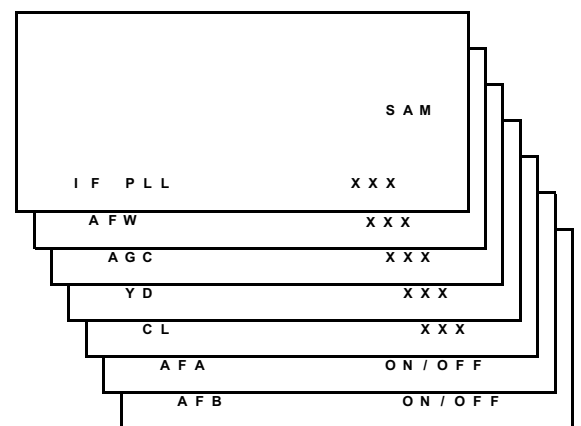 SAM
IF PLL XXX
AFW XXX
AGC XXX
YD XXX
CL XXX
AFA ON/OFF
AFB ON/OFF